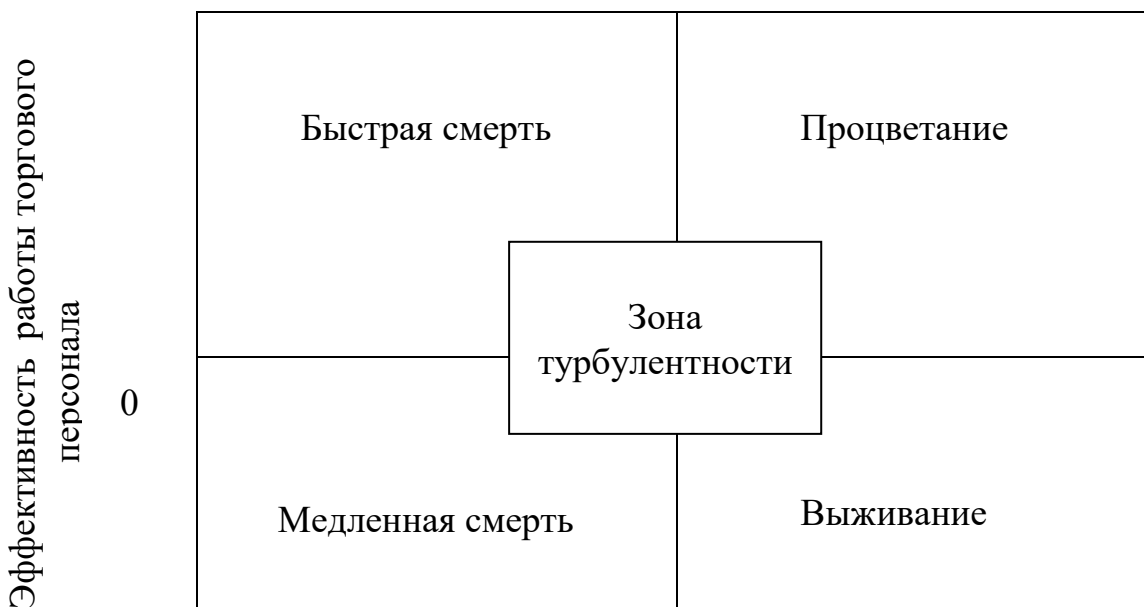 Эффективность работы торгового
персонала
0
Быстрая смерть
Процветание
Зона
турбулентности
Медленная смерть
Выживание